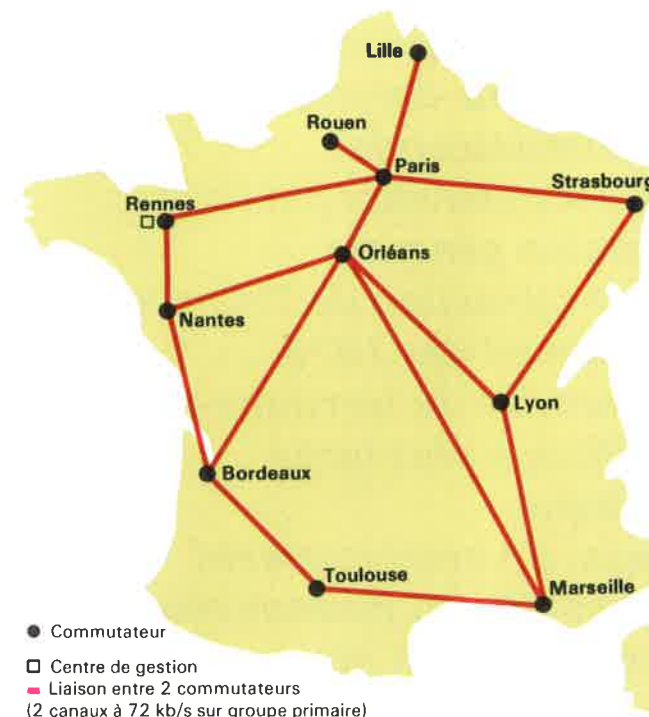 Lille
Rouen
Paris
Strasbourg
Rennes
Orléans
Nantes
Lyon
Bordeaux
Toulouse
Marseille
Commutateur
Centre de gestion
Liaison entre 2 commutateurs
(2 canaux à 72 kb/s sur groupe primaire)